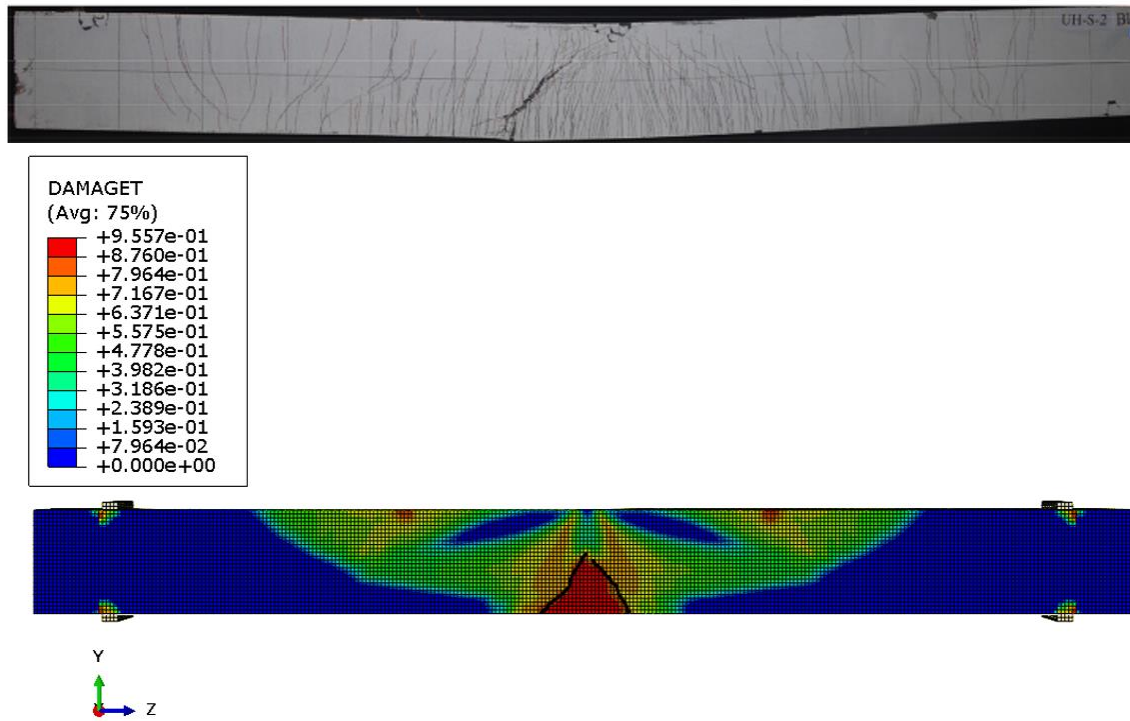 UH-S-2
DAMAGET
(Avg: 75%)
+9.557e-01
+8.760e-01
+7.964e-01
+7.167e-01
+6.371e-01
+5.575e-01
+4.778e-01
+3.982e-01
+3.186e-01
+2.389e-01
+1.593e-01
+7.964e-02
+0.000e+00
Y
Z